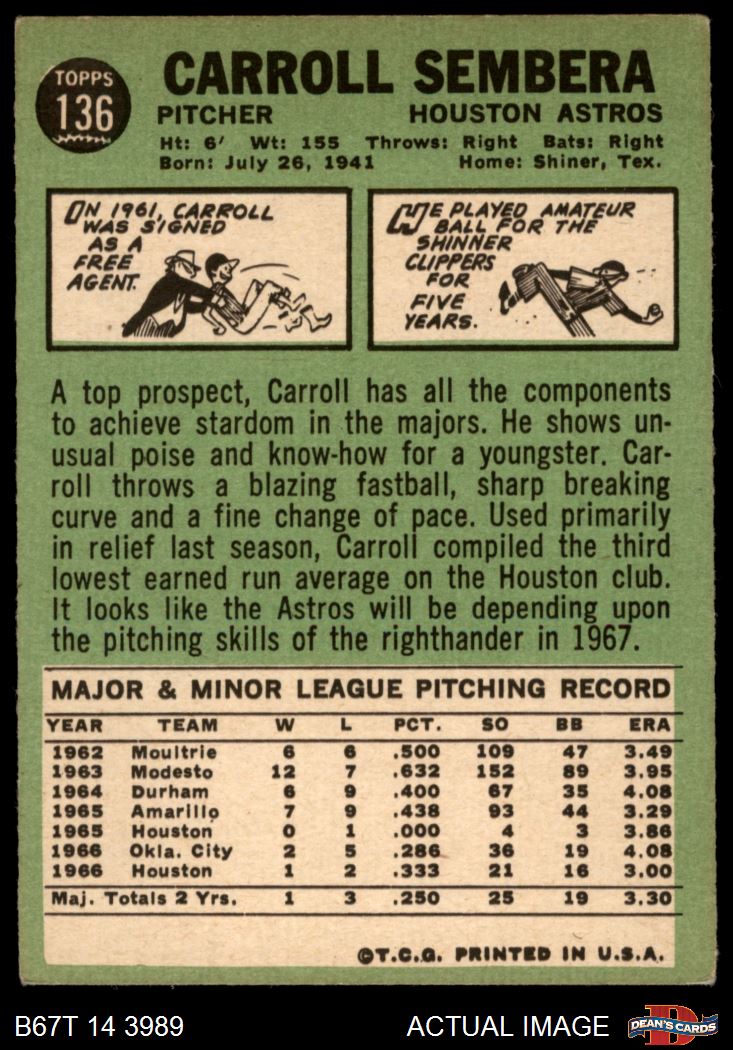 TOPPS
136
CARROLL SEMBERA
PITCHER HOUSTON ASTROS
Ht: 6' Wt: 155 Throws: Right Bats: Right
Born: July 26, 1941 Home: Shiner, Tex.
ON 1961, CARROLL
WAS SIGNED
AS A
FREE
AGENT.
HE PLAYED AMATEUR
BALL FOR THE
SHINNER
CLIPPERS
FOR
FIVE
YEARS.
A top prospect, Carroll has all the components
to achieve stardom in the majors. He shows un-
usual poise and know-how for a youngster. Car-
roll throws a blazing fastball, sharp breaking
curve and a fine change of pace. Used primarily
in relief last season, Carroll compiled the third
lowest earned run average on the Houston club.
It looks like the Astros will be depending upon
the pitching skills of the righthander in 1967.
MAJOR & MINOR LEAGUE PITCHING RECORD
YEAR TEAM W L PCT. SO BB ERA
1962 Moultrie 6 6 .500 109 47 3.49
1963 Modesto 12 7 .632 152 89 3.95
1964 Durham 6 9 .400 67 35 4.08
1965 Amarillo 7 9 .438 93 44 3.29
1965 Houston 0 1 .000 4 3 3.86
1966 Okla. City 2 5 .286 36 19 4.08
1966 Houston 1 2 .333 21 16 3.00
Maj. Totals 2 Yrs. 1 3 .250 25 19 3.30
©T.C.G. PRINTED IN U.S.A.
B67T 14 3989 ACTUAL IMAGE D DEAN'S CARDS